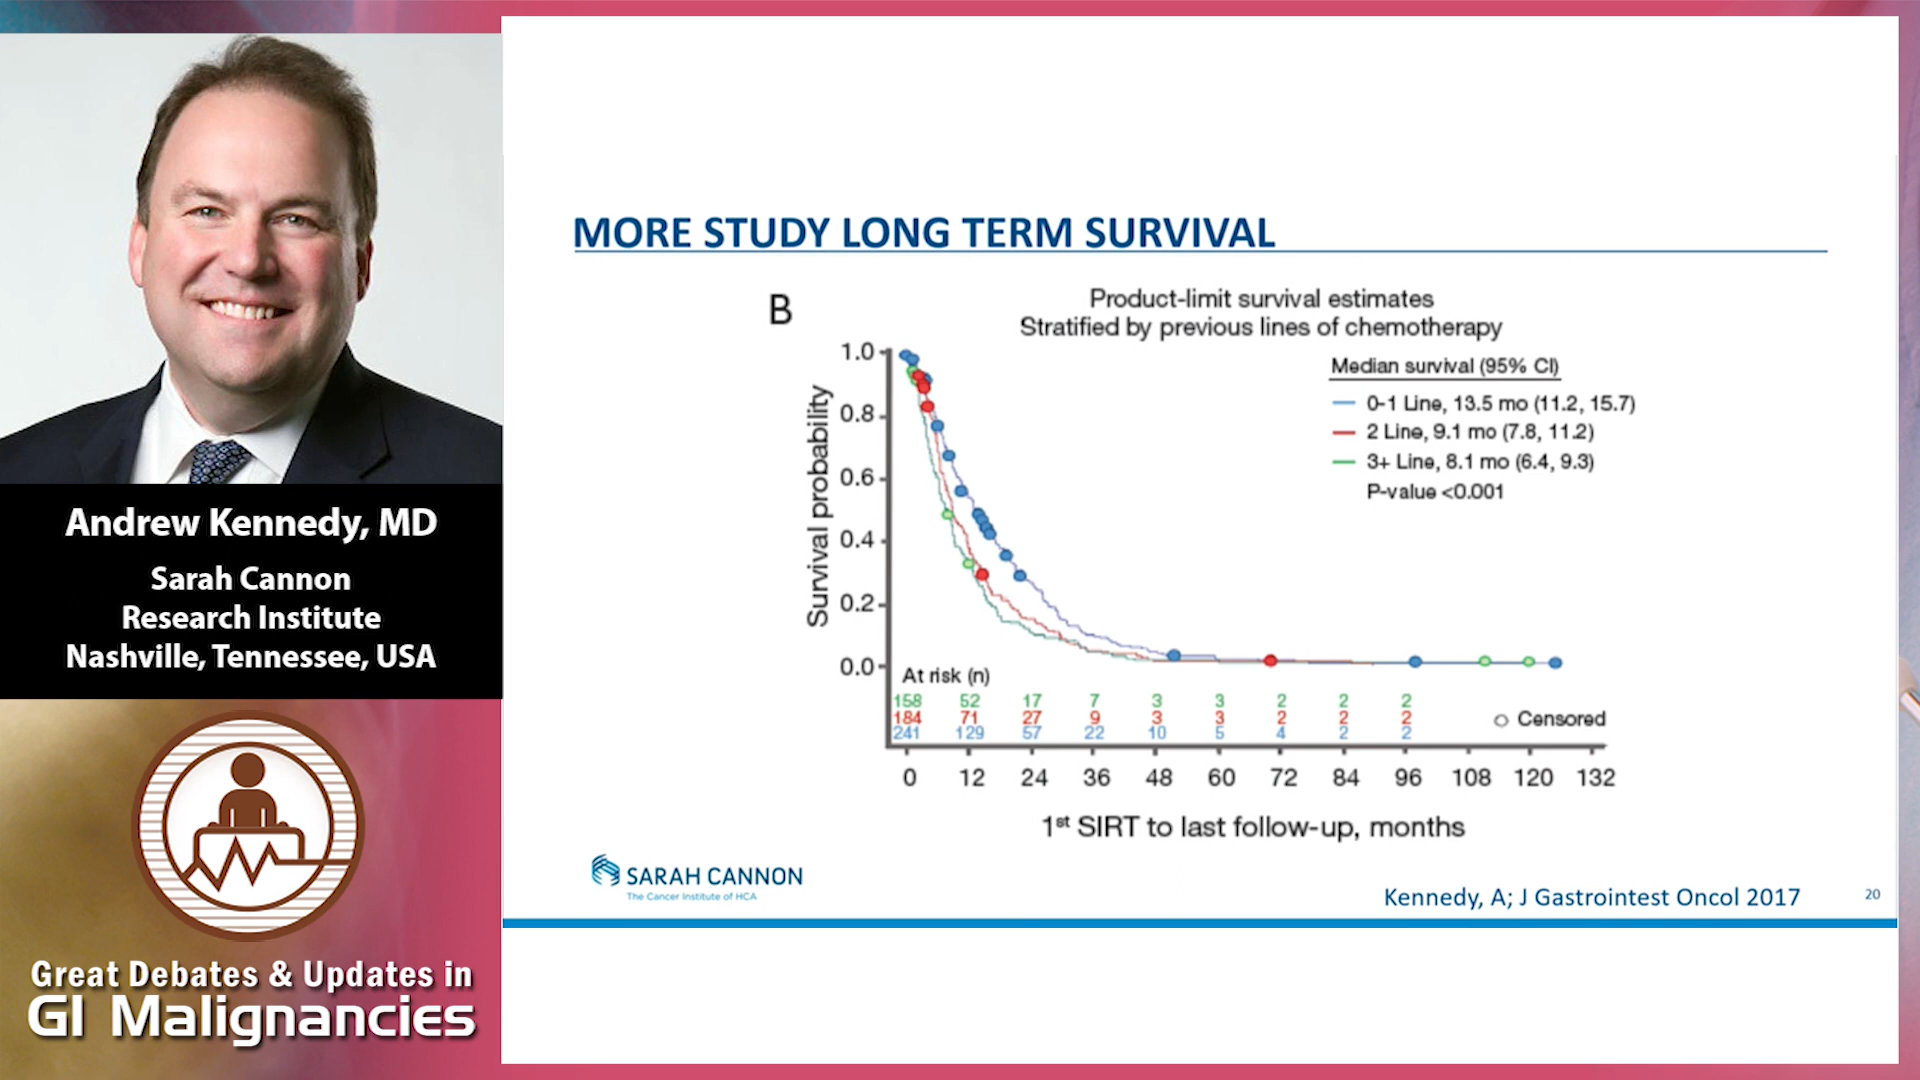 Andrew Kennedy, MD
Sarah Cannon
Research Institute
Nashville, Tennessee, USA
Great Debates & Updates in
GI Malignancies
MORE STUDY LONG TERM SURVIVAL
B
Product-limit survival estimates
Stratified by previous lines of chemotherapy
Median survival (95% CI)
0-1 Line, 13.5 mo (11.2, 15.7)
2 Line, 9.1 mo (7.8, 11.2)
3+ Line, 8.1 mo (6.4, 9.3)
P-value <0.001
Survival probability
1.0
0.8
0.6
0.4
0.2
0.0
At risk (n)
158 52 17 7 3 3 2 2 2
184 71 27 9 3 3 2 2 2
241 129 57 22 10 5 4 2 2
Censored
0 12 24 36 48 60 72 84 96 108 120 132
1st SIRT to last follow-up, months
SARAH CANNON
The Cancer Institute of HCA
Kennedy, A; J Gastrointest Oncol 2017
20